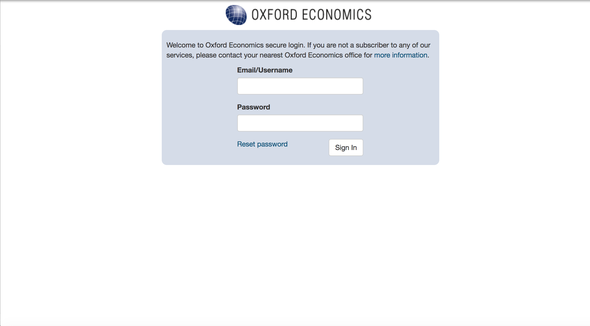 OXFORD ECONOMICS
Welcome to Oxford Economics secure login. If you are not a subscriber to any of our
services, please contact your nearest Oxford Economics office for more information.
Email/Username
Password
Reset password
Sign In